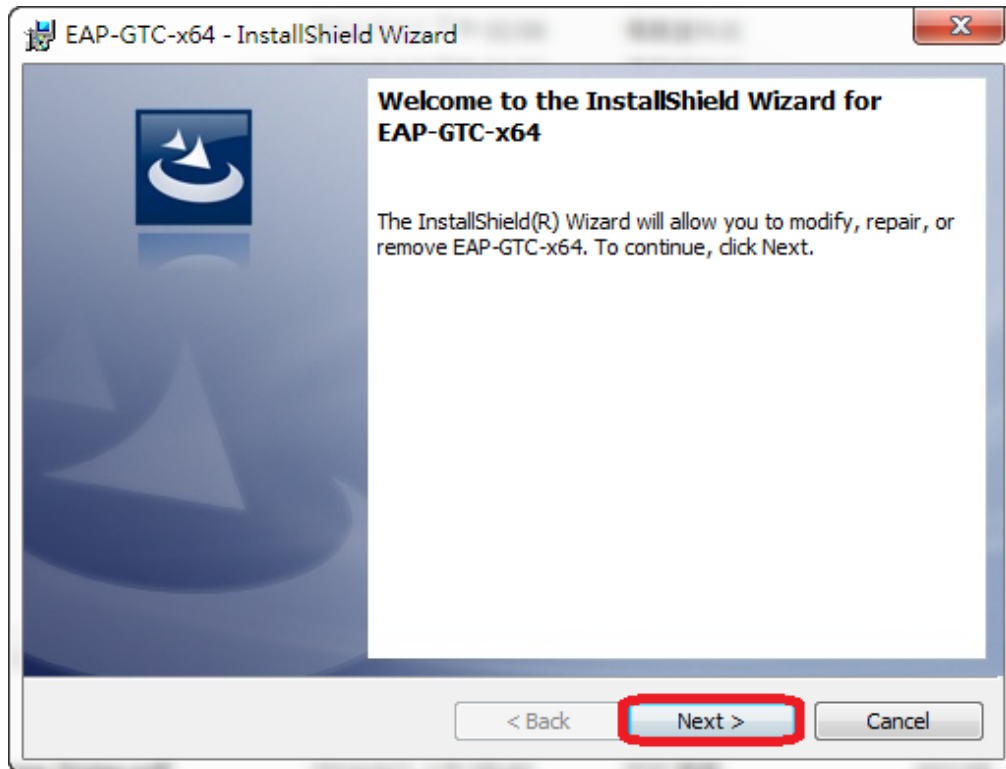 EAP-GTC-x64 - InstallShield Wizard
Welcome to the InstallShield Wizard for
EAP-GTC-x64
The InstallShield(R) Wizard will allow you to modify, repair, or
remove EAP-GTC-x64. To continue, click Next.
< Back Next > Cancel